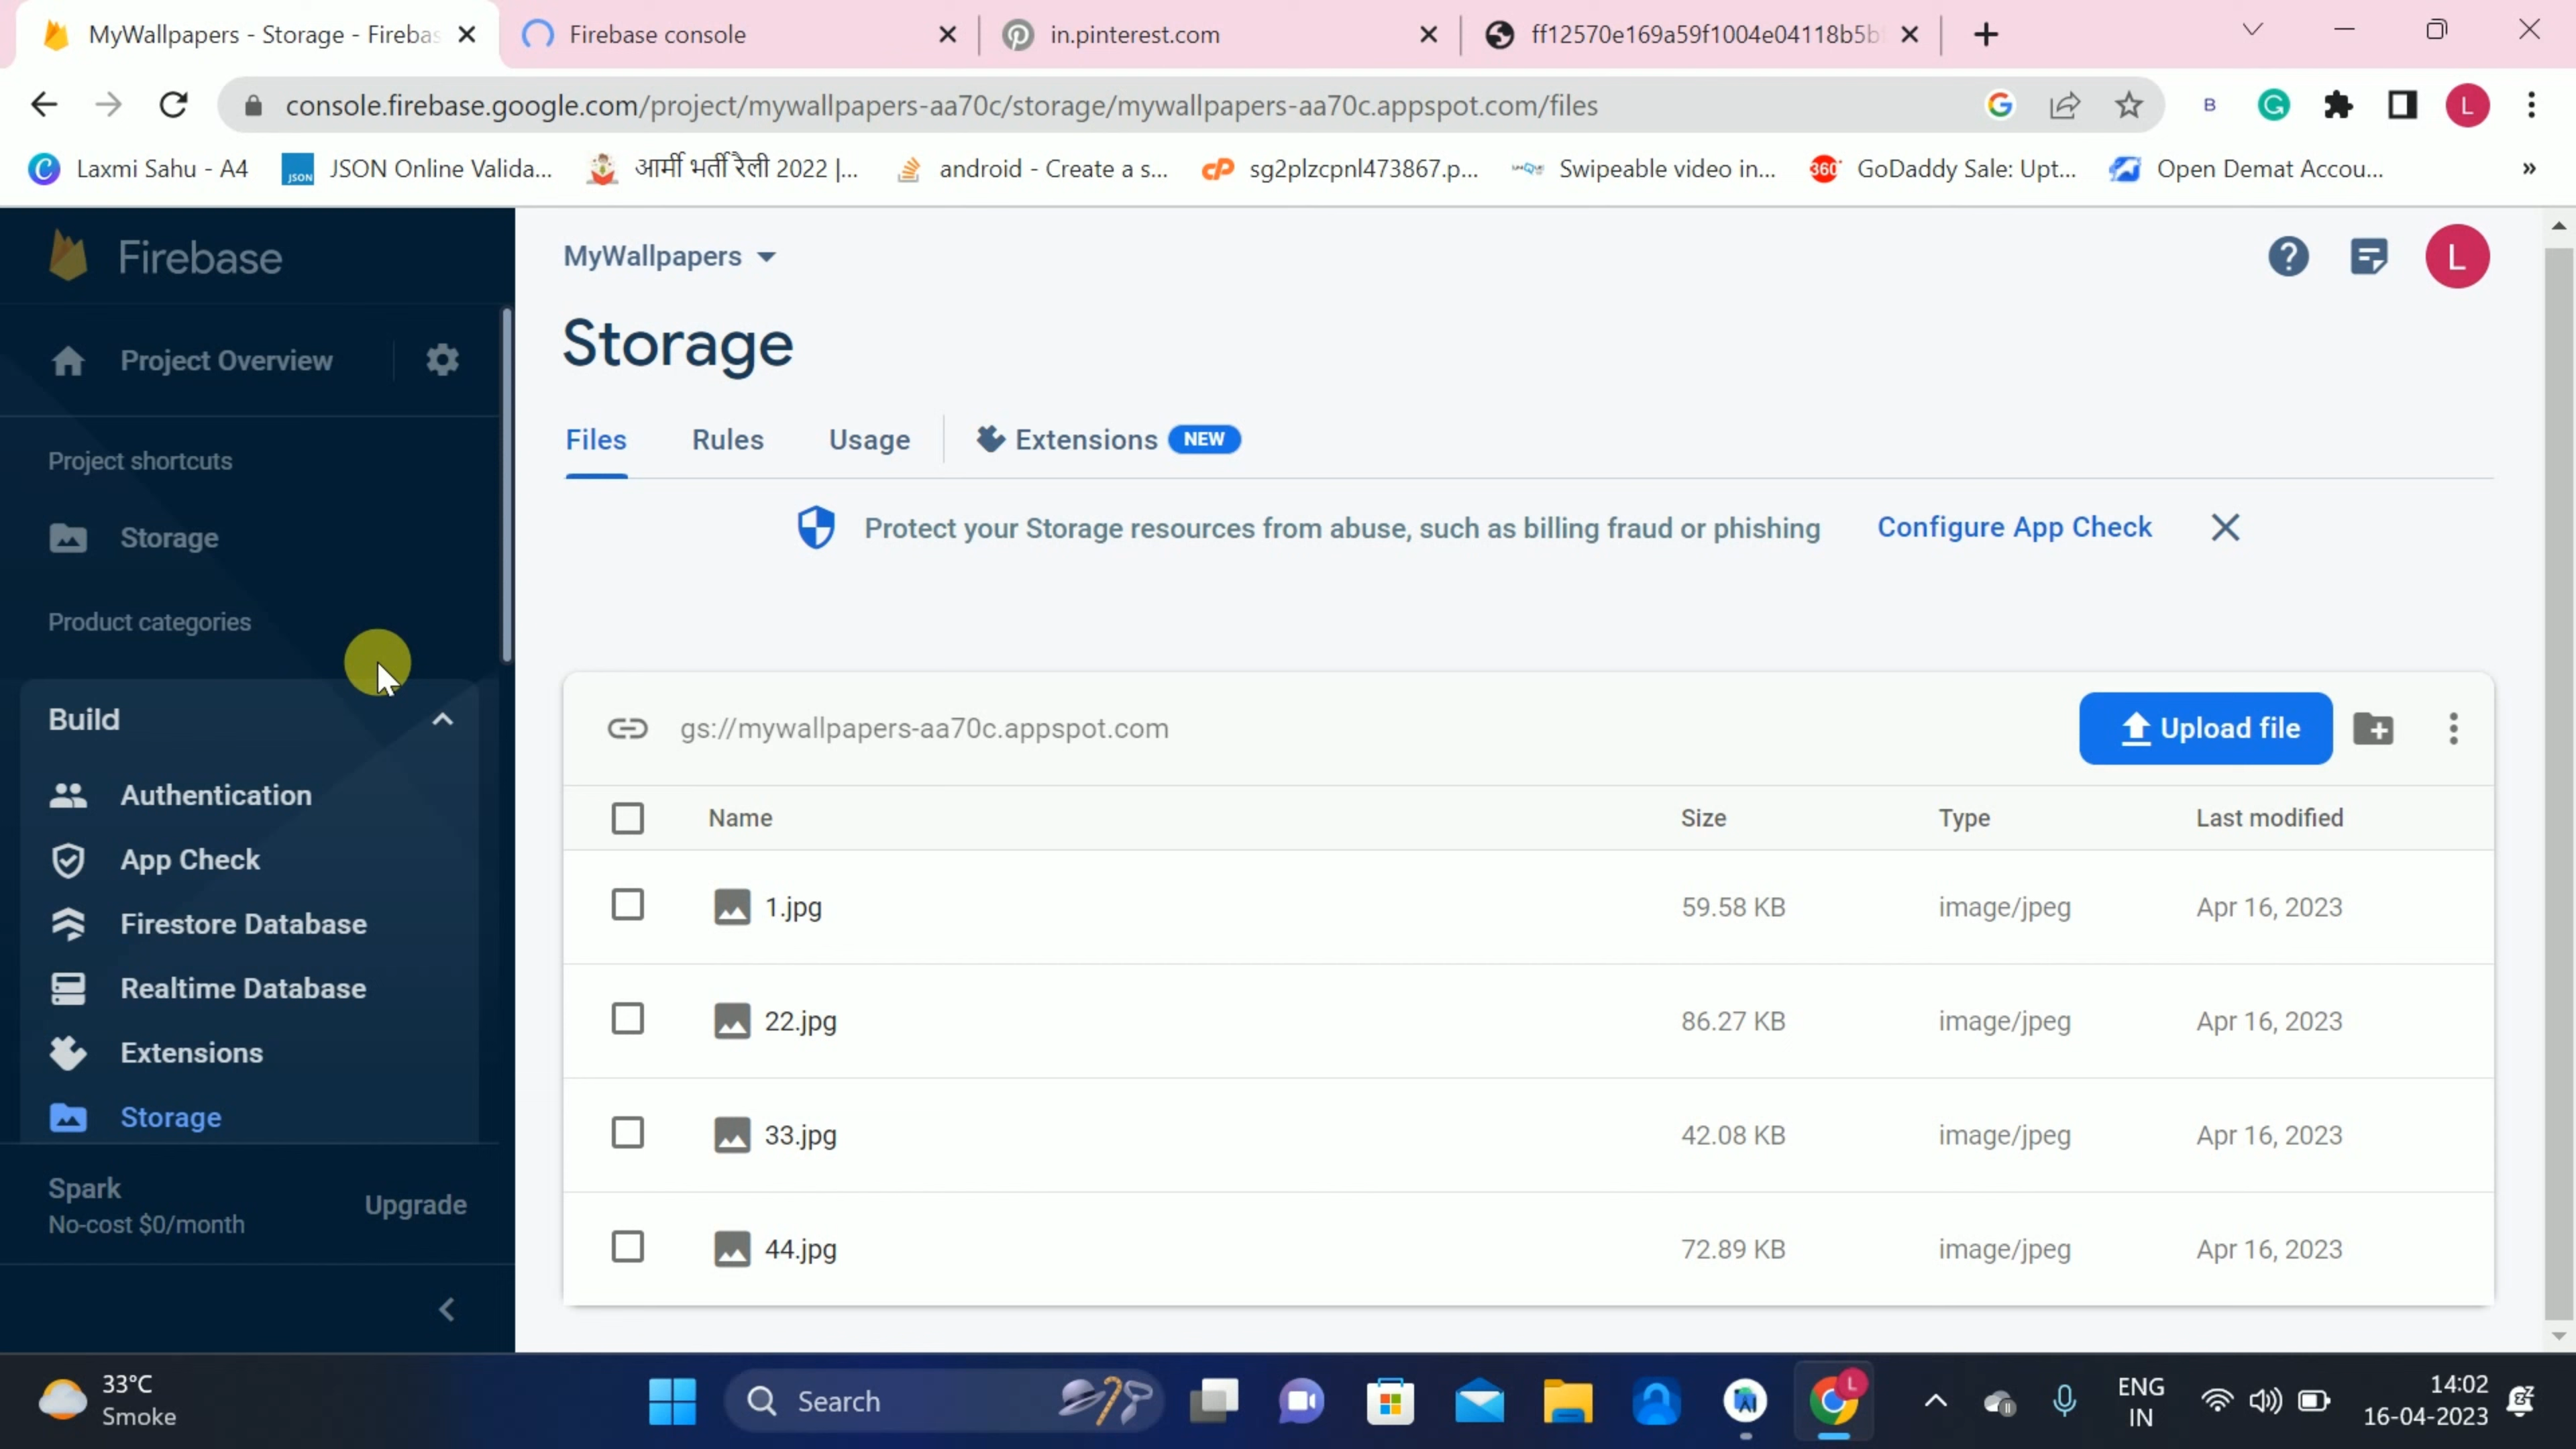 MyWallpapers - Storage - Firebas
Firebase console
in.pinterest.com
ff12570e169a59f1004e04118b5b
console.firebase.google.com/project/mywallpapers-aa70c/storage/mywallpapers-aa70c.appspot.com/files
B
L
Laxmi Sahu - A4
JSON
JSON Online Valida...
आर्मी भर्ती रैली 2022 |...
android - Create a s...
cP
sg2plzcpnl473867.p...
Swipeable video in...
360
GoDaddy Sale: Upt...
Open Demat Accou...
»
Firebase
Project Overview
Project shortcuts
Storage
Product categories
Build
Authentication
App Check
Firestore Database
Realtime Database
Extensions
Storage
Spark
No-cost $0/month
Upgrade
MyWallpapers
L
Storage
Files
Rules
Usage
Extensions
NEW
Protect your Storage resources from abuse, such as billing fraud or phishing
Configure App Check
gs://mywallpapers-aa70c.appspot.com
Upload file
Name Size Type Last modified
1.jpg 59.58 KB image/jpeg Apr 16, 2023
22.jpg 86.27 KB image/jpeg Apr 16, 2023
33.jpg 42.08 KB image/jpeg Apr 16, 2023
44.jpg 72.89 KB image/jpeg Apr 16, 2023
33°C
Smoke
Search
L
ENG
IN
14:02
16-04-2023